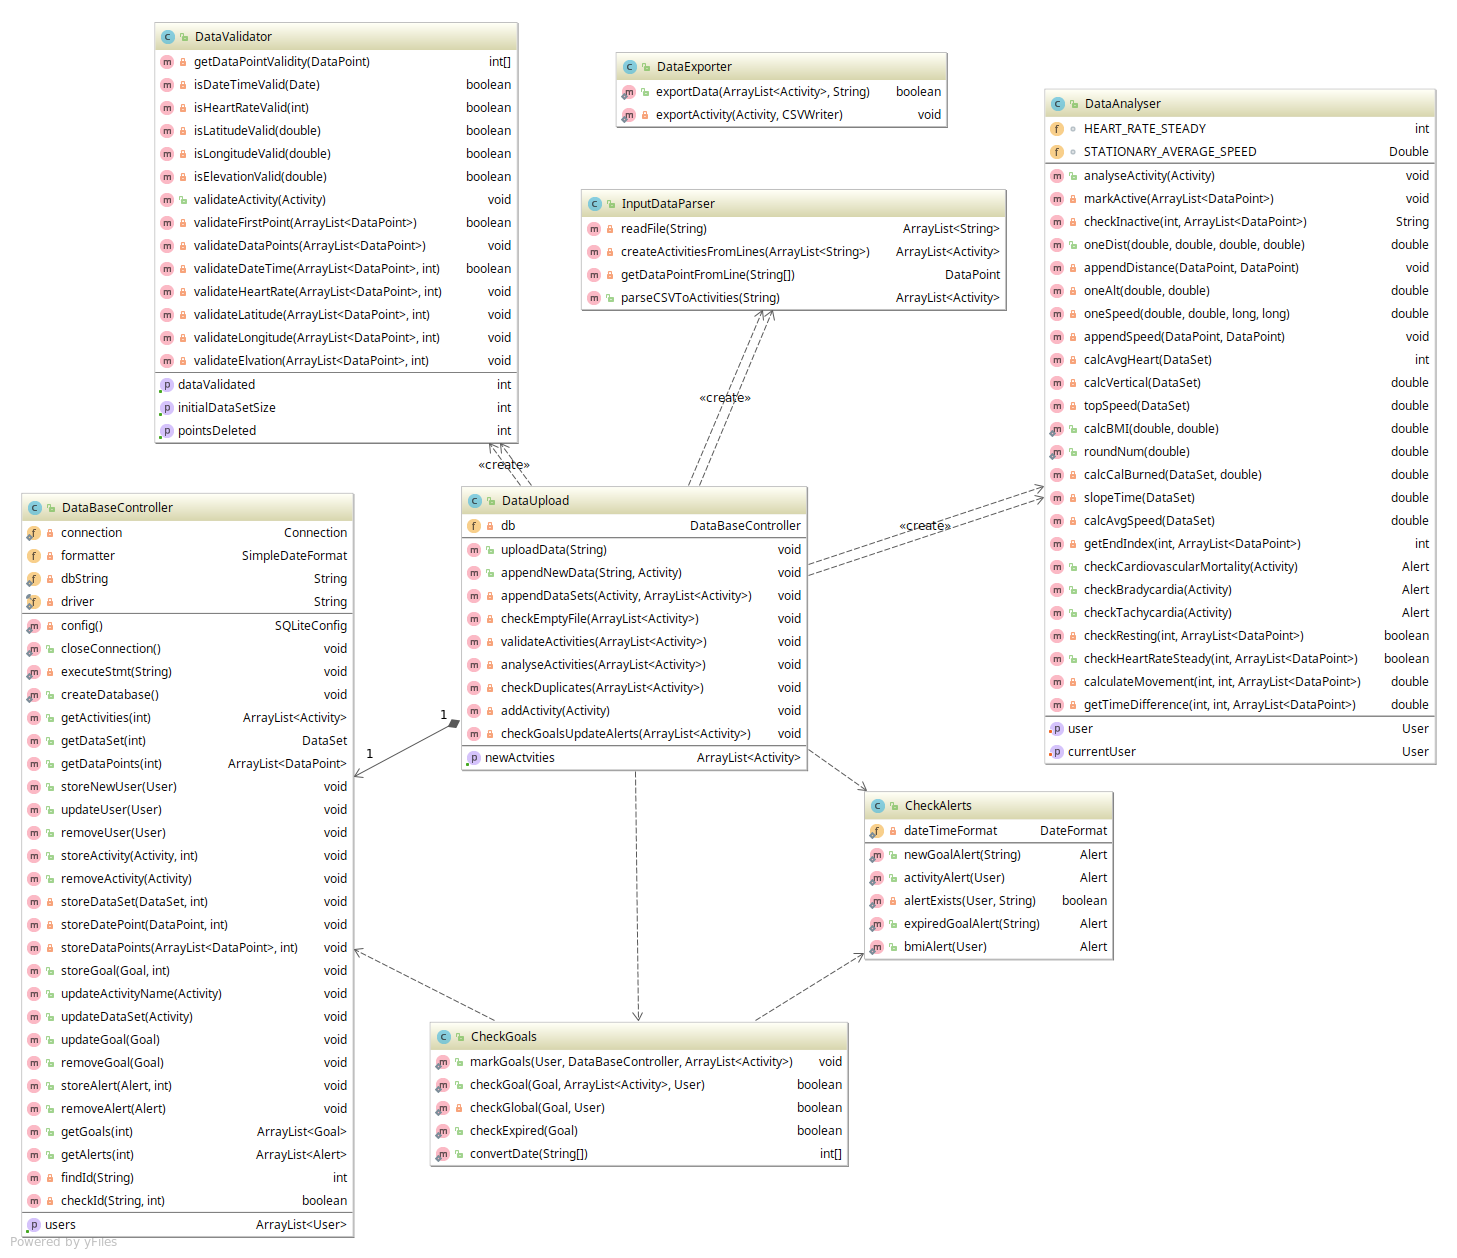 DataValidator
getDataPointValidity(DataPoint) int[]
isDateTimeValid(Date) boolean
isHeartRateValid(int) boolean
isLatitudeValid(double) boolean
isLongitudeValid(double) boolean
isElevationValid(double) boolean
validateActivity(Activity) void
validateFirstPoint(ArrayList<DataPoint>) boolean
validateDataPoints(ArrayList<DataPoint>) void
validateDateTime(ArrayList<DataPoint>, int) boolean
validateHeartRate(ArrayList<DataPoint>, int) void
validateLatitude(ArrayList<DataPoint>, int) void
validateLongitude(ArrayList<DataPoint>, int) void
validateElvation(ArrayList<DataPoint>, int) void
dataValidated int
initialDataSetSize int
pointsDeleted int
DataExporter
exportData(ArrayList<Activity>, String) boolean
exportActivity(Activity, CSVWriter) void
InputDataParser
readFile(String) ArrayList<String>
createActivitiesFromLines(ArrayList<String>) ArrayList<Activity>
getDataPointFromLine(String[]) DataPoint
parseCSVToActivities(String) ArrayList<Activity>
DataAnalyser
HEART_RATE_STEADY int
STATIONARY_AVERAGE_SPEED Double
analyseActivity(Activity) void
markActive(ArrayList<DataPoint>) void
checkInactive(int, ArrayList<DataPoint>) String
oneDist(double, double, double, double) double
appendDistance(DataPoint, DataPoint) void
oneAlt(double, double) double
oneSpeed(double, double, long, long) double
appendSpeed(DataPoint, DataPoint) void
calcAvgHeart(DataSet) int
calcVertical(DataSet) double
topSpeed(DataSet) double
calcBMI(double, double) double
roundNum(double) double
calcCalBurned(DataSet, double) double
slopeTime(DataSet) double
calcAvgSpeed(DataSet) double
getEndIndex(int, ArrayList<DataPoint>) int
checkCardiovascularMortality(Activity) Alert
checkBradycardia(Activity) Alert
checkTachycardia(Activity) Alert
checkResting(int, ArrayList<DataPoint>) boolean
checkHeartRateSteady(int, ArrayList<DataPoint>) boolean
calculateMovement(int, int, ArrayList<DataPoint>) double
getTimeDifference(int, int, ArrayList<DataPoint>) double
user User
currentUser User
«create»
«create»
«create»
DataBaseController
connection Connection
formatter SimpleDateFormat
dbString String
driver String
config() SQLiteConfig
closeConnection() void
executeStmt(String) void
createDatabase() void
getActivities(int) ArrayList<Activity>
getDataSet(int) DataSet
getDataPoints(int) ArrayList<DataPoint>
storeNewUser(User) void
updateUser(User) void
removeUser(User) void
storeActivity(Activity, int) void
removeActivity(Activity) void
storeDataSet(DataSet, int) void
storeDatePoint(DataPoint, int) void
storeDataPoints(ArrayList<DataPoint>, int) void
storeGoal(Goal, int) void
updateActivityName(Activity) void
updateDataSet(Activity) void
updateGoal(Goal) void
removeGoal(Goal) void
storeAlert(Alert, int) void
removeAlert(Alert) void
getGoals(int) ArrayList<Goal>
getAlerts(int) ArrayList<Alert>
findId(String) int
checkId(String, int) boolean
users ArrayList<User>
DataUpload
db DataBaseController
uploadData(String) void
appendNewData(String, Activity) void
appendDataSets(Activity, ArrayList<Activity>) void
checkEmptyFile(ArrayList<Activity>) void
validateActivities(ArrayList<Activity>) void
analyseActivities(ArrayList<Activity>) void
checkDuplicates(ArrayList<Activity>) void
addActivity(Activity) void
checkGoalsUpdateAlerts(ArrayList<Activity>) void
newActvities ArrayList<Activity>
1
1
CheckAlerts
dateTimeFormat DateFormat
newGoalAlert(String) Alert
activityAlert(User) Alert
alertExists(User, String) boolean
expiredGoalAlert(String) Alert
bmiAlert(User) Alert
CheckGoals
markGoals(User, DataBaseController, ArrayList<Activity>) void
checkGoal(Goal, ArrayList<Activity>, User) boolean
checkGlobal(Goal, User) boolean
checkExpired(Goal) boolean
convertDate(String[]) int[]
Powered by yFiles